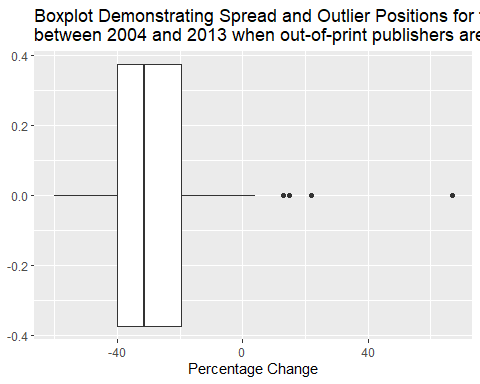 Boxplot Demonstrating Spread and Outlier Positions for
between 2004 and 2013 when out-of-print publishers are
0.4
0.2
0.0
-0.2
-0.4
-40 0 40
Percentage Change